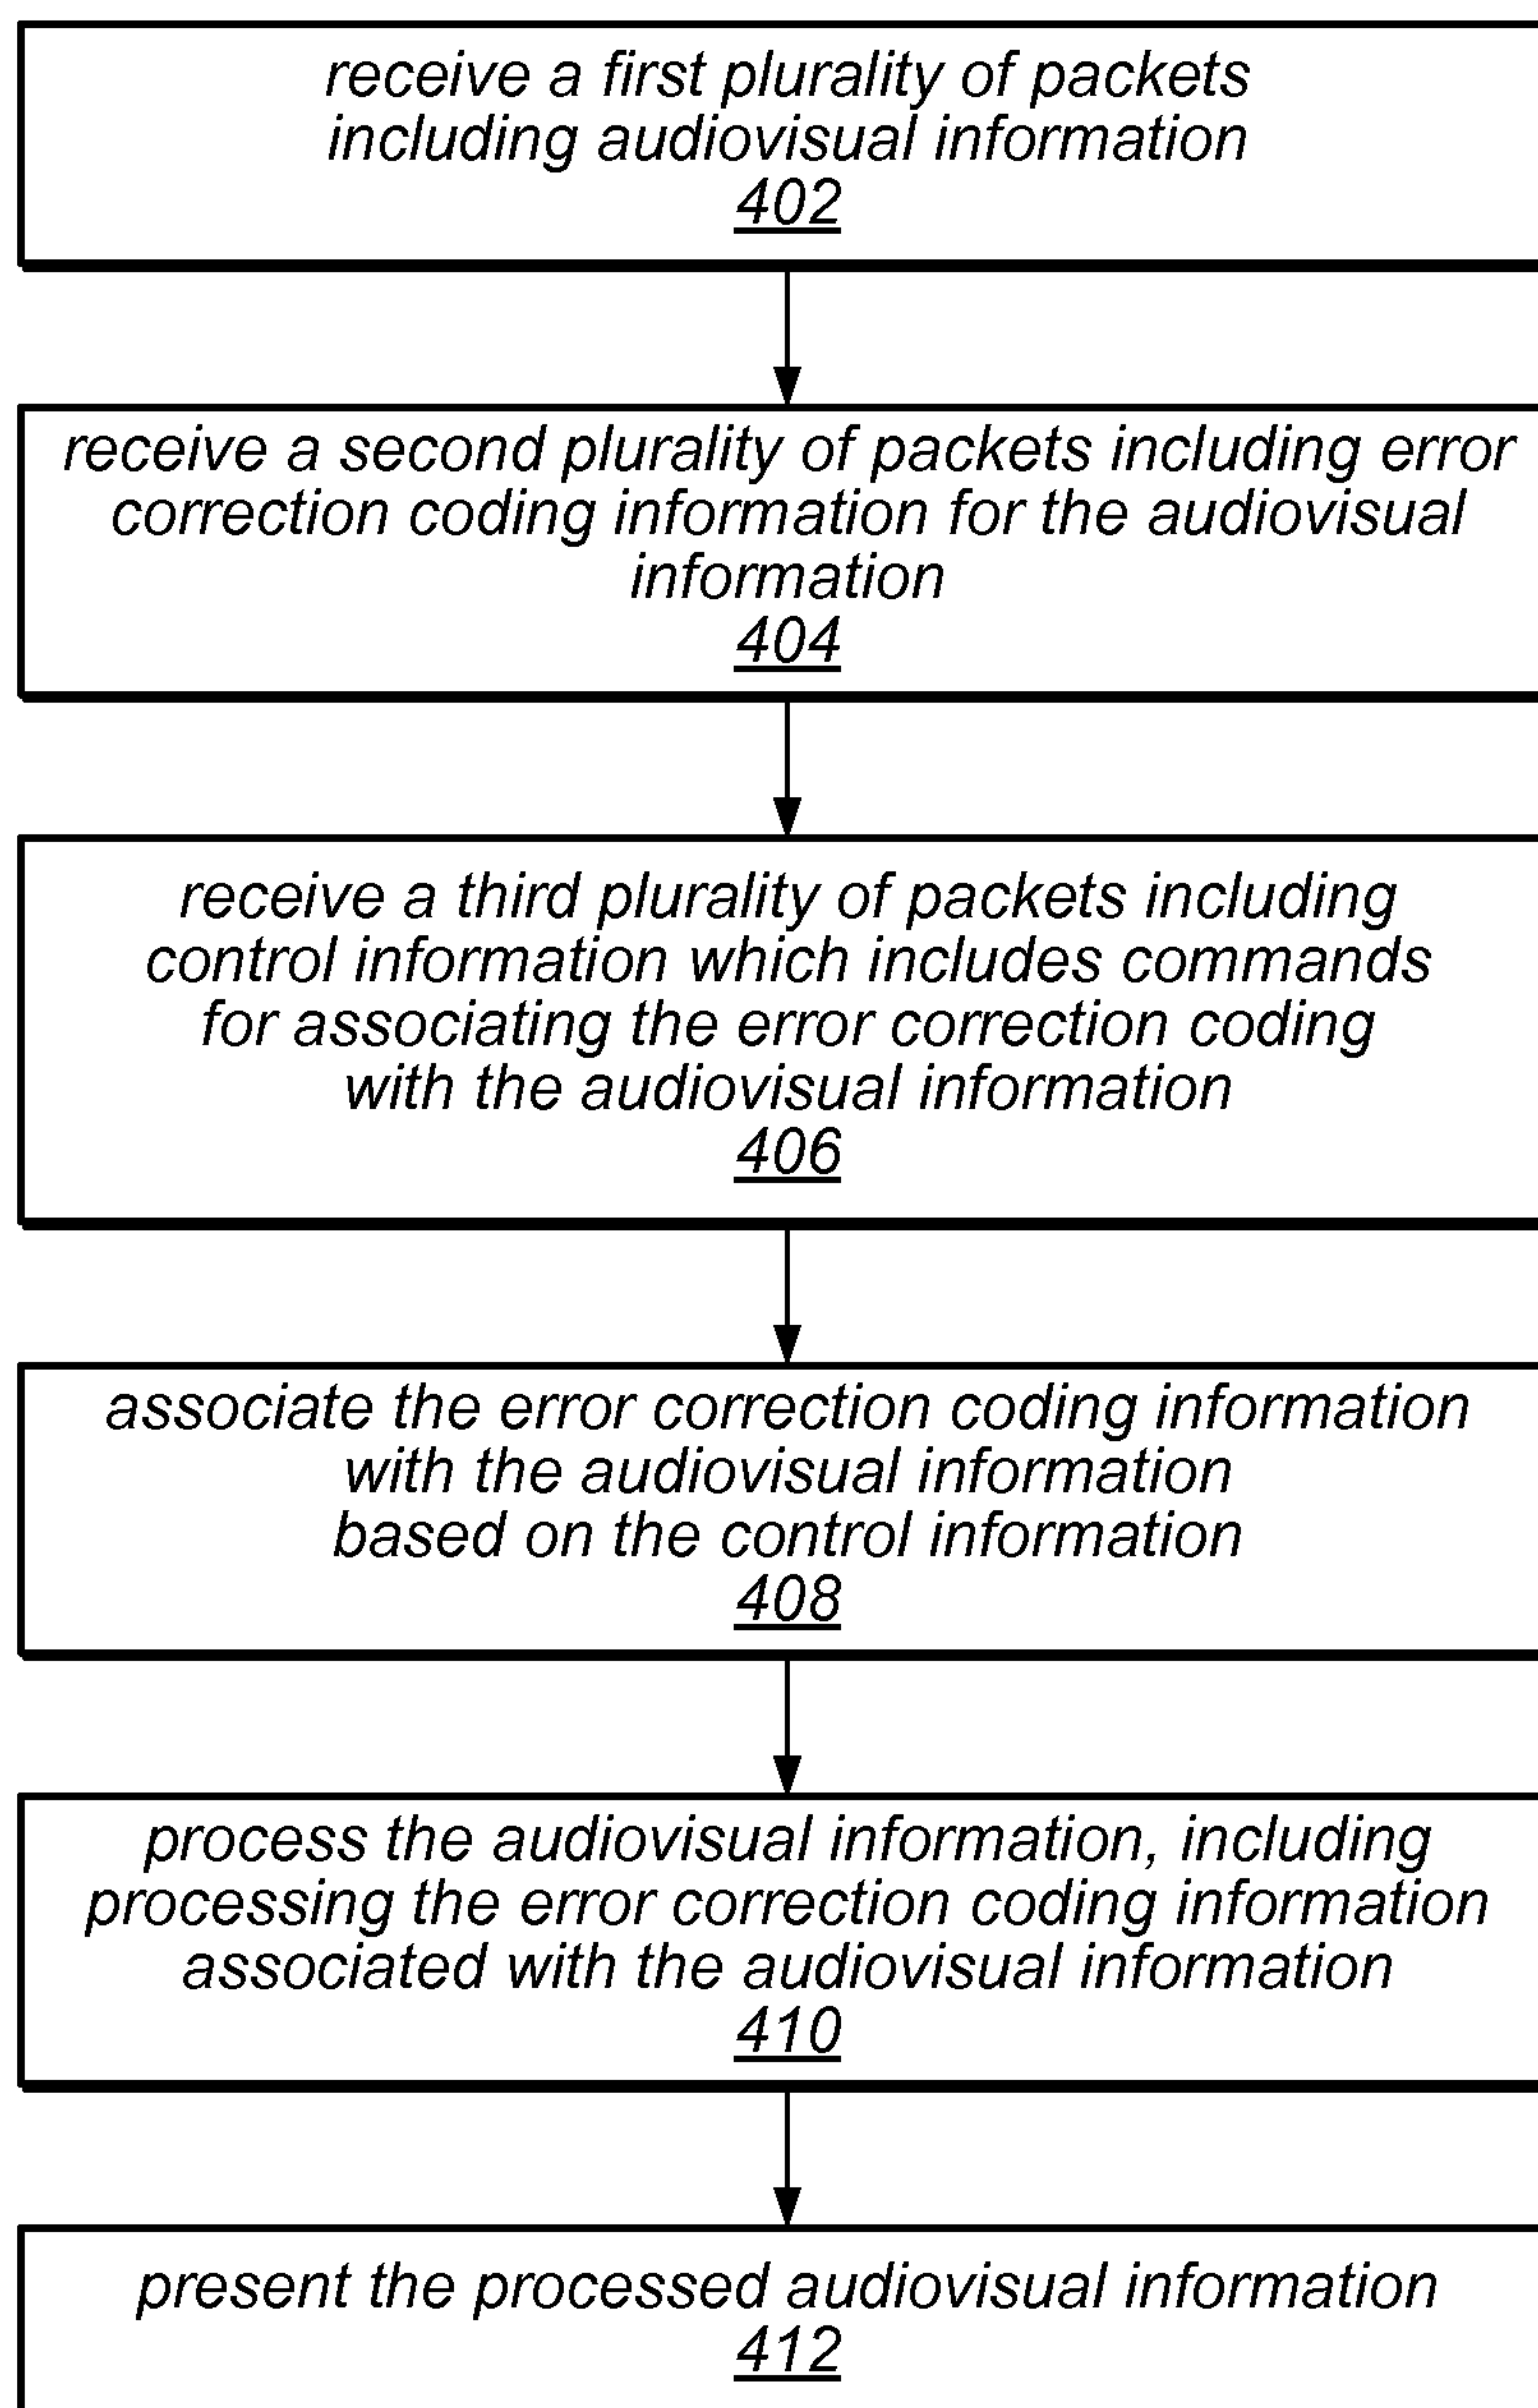 receive a first plurality of packets
including audiovisual information
402
receive a second plurality of packets including error
correction coding information for the audiovisual
information
404
receive a third plurality of packets including
control information which includes commands
for associating the error correction coding
with the audiovisual information
406
associate the error correction coding information
with the audiovisual information
based on the control information
408
process the audiovisual information, including
processing the error correction coding information
associated with the audiovisual information
410
present the processed audiovisual information
412